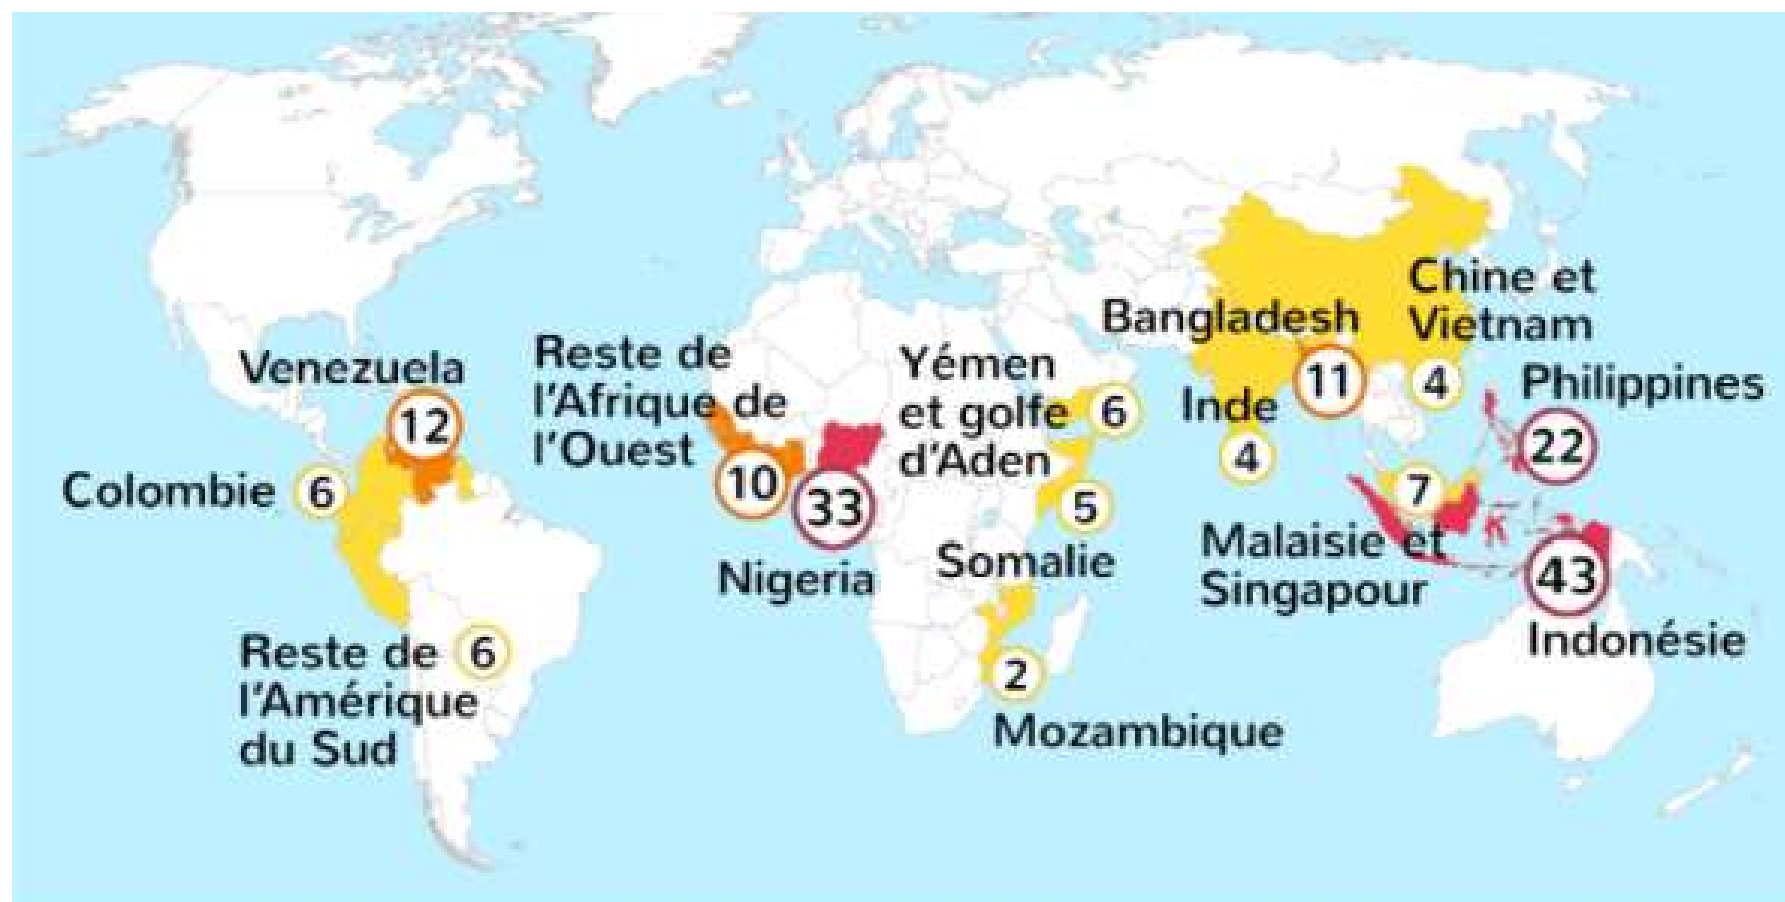 Venezuela
12
Colombie 6
Reste de 6
l'Amérique
du Sud
Reste de
l'Afrique de
l'Ouest
10
33
Nigeria
Yémen
et golfe 6
d'Aden
5
Somalie
2
Mozambique
Bangladesh
11
Inde
4
Chine et
Vietnam
4
Philippines
22
7
Malaisie et
Singapour
43
Indonésie